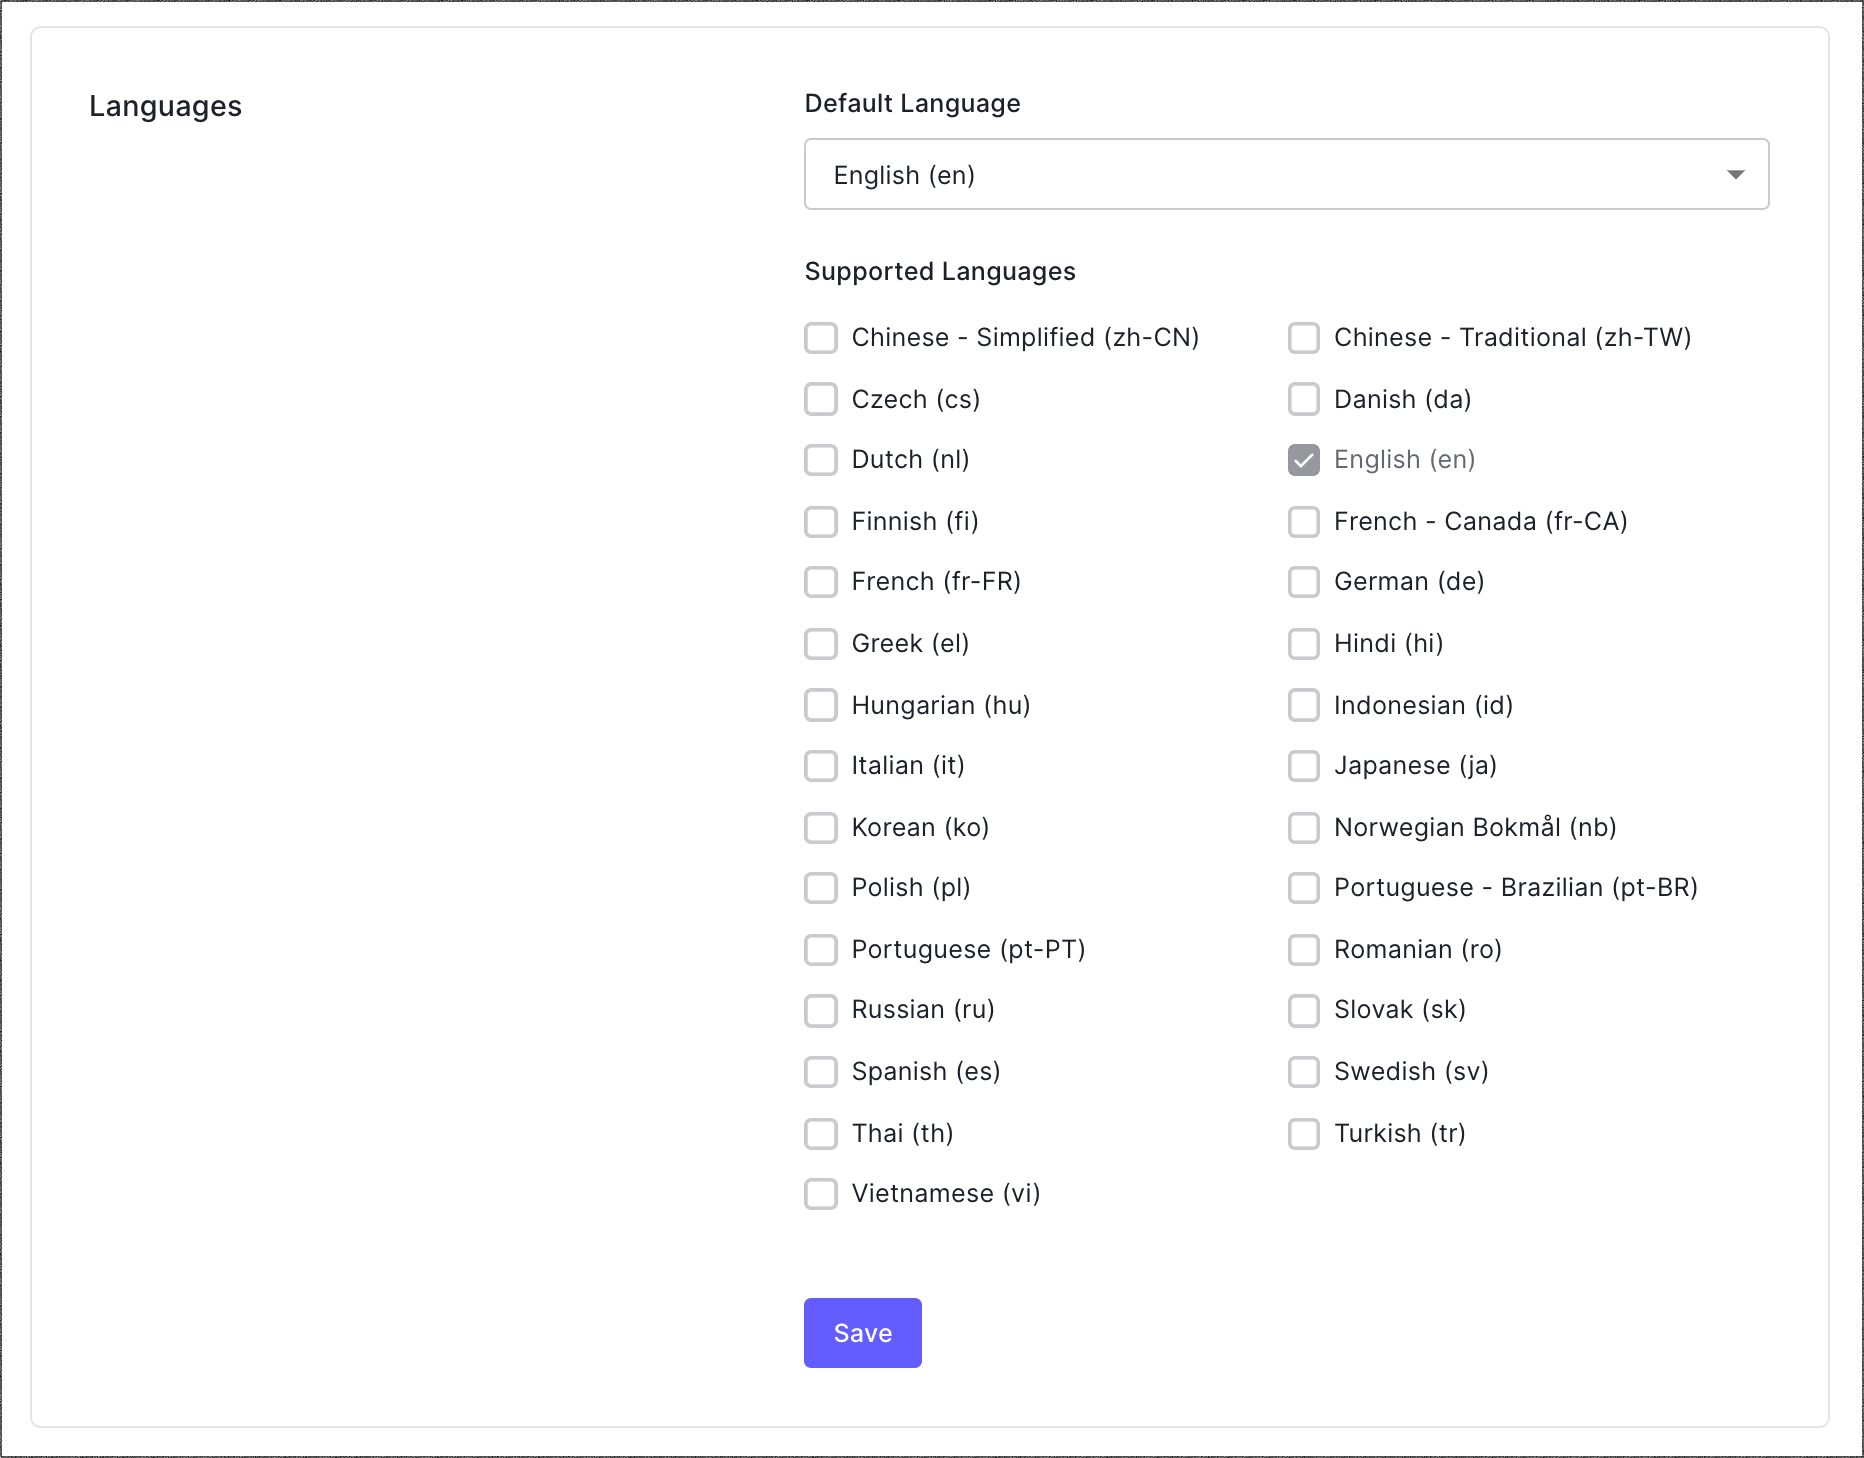 Languages
Default Language
English (en)
Supported Languages
Chinese - Simplified (zh-CN)
Chinese - Traditional (zh-TW)
Czech (cs)
Danish (da)
Dutch (nl)
English (en)
Finnish (fi)
French - Canada (fr-CA)
French (fr-FR)
German (de)
Greek (el)
Hindi (hi)
Hungarian (hu)
Indonesian (id)
Italian (it)
Japanese (ja)
Korean (ko)
Norwegian Bokmål (nb)
Polish (pl)
Portuguese - Brazilian (pt-BR)
Portuguese (pt-PT)
Romanian (ro)
Russian (ru)
Slovak (sk)
Spanish (es)
Swedish (sv)
Thai (th)
Turkish (tr)
Vietnamese (vi)
Save